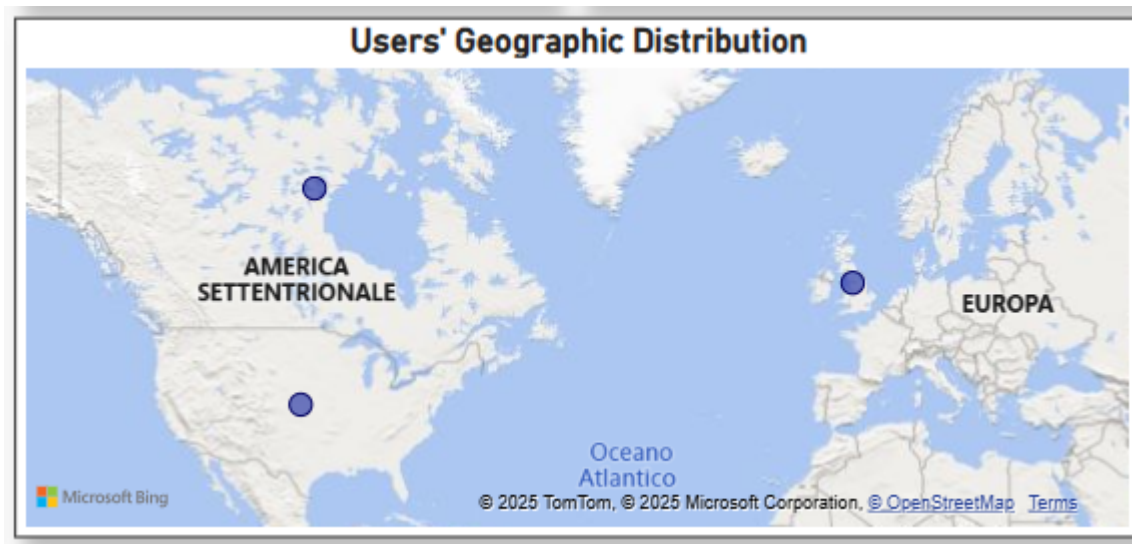 Users' Geographic Distribution
AMERICA
SETTENTRIONALE
EUROPA
Oceano
Atlantico
Microsoft Bing
© 2025 TomTom, © 2025 Microsoft Corporation, © OpenStreetMap Terms